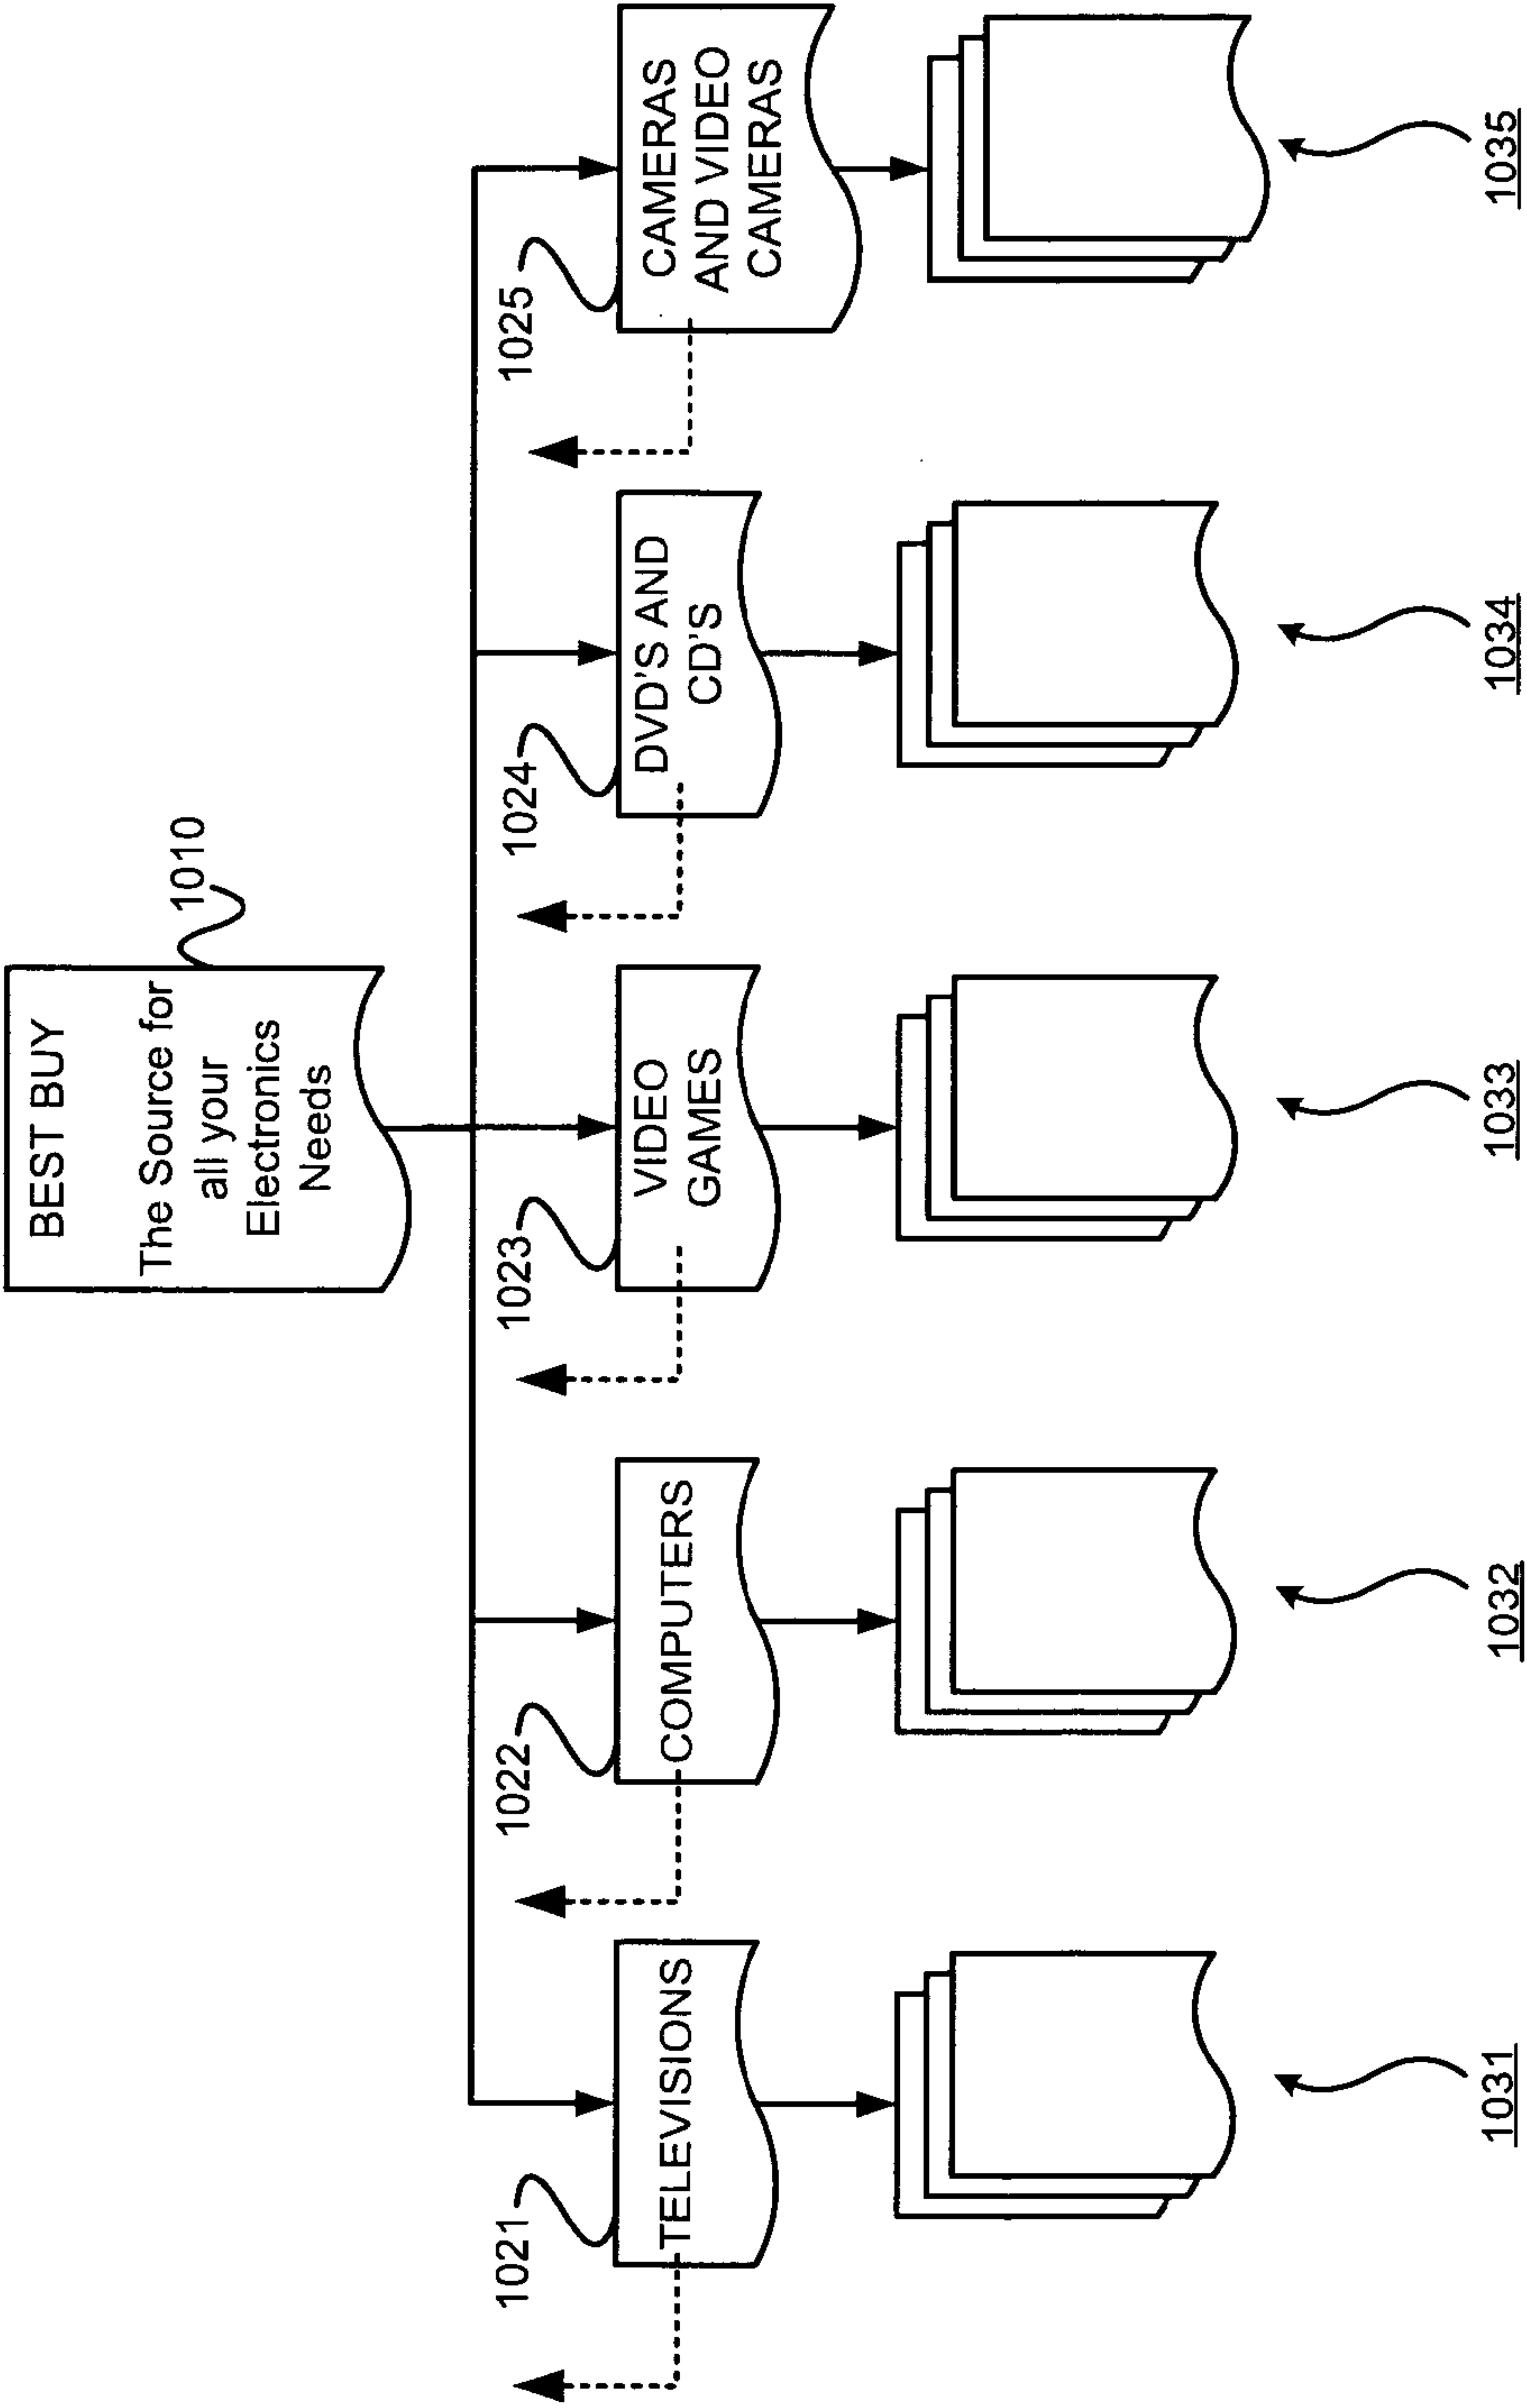 BEST BUY
The Source for
all your
Electronics
Needs
1010
1021
TELEVISIONS
1022
COMPUTERS
1023
VIDEO
GAMES
1024
DVD'S AND
CD'S
1025
CAMERAS
AND VIDEO
CAMERAS
1031
1032
1033
1034
1035